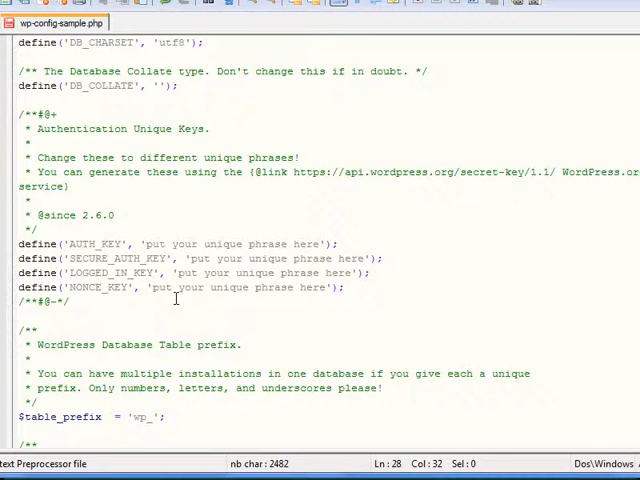 wp-config-sample.php
define('DB_CHARSET', 'utf8');
/** The Database Collate type. Don't change this if in doubt. */
define('DB_COLLATE', '');
/**#@+
* Authentication Unique Keys.
*
* Change these to different unique phrases!
* You can generate these using the {@link https://api.wordpress.org/secret-key/1.1/ WordPress.org
service}
*
* @since 2.6.0
*/
define('AUTH_KEY', 'put your unique phrase here');
define('SECURE_AUTH_KEY', 'put your unique phrase here');
define('LOGGED_IN_KEY', 'put your unique phrase here');
define('NONCE_KEY', 'put your unique phrase here');
/**#@-*/
/**
* WordPress Database Table prefix.
*
* You can have multiple installations in one database if you give each a unique
* prefix. Only numbers, letters, and underscores please!
*/
$table_prefix  = 'wp_';
/**
text Preprocessor file
nb char : 2482
Ln : 28   Col : 32   Sel : 0
Dos\Windows